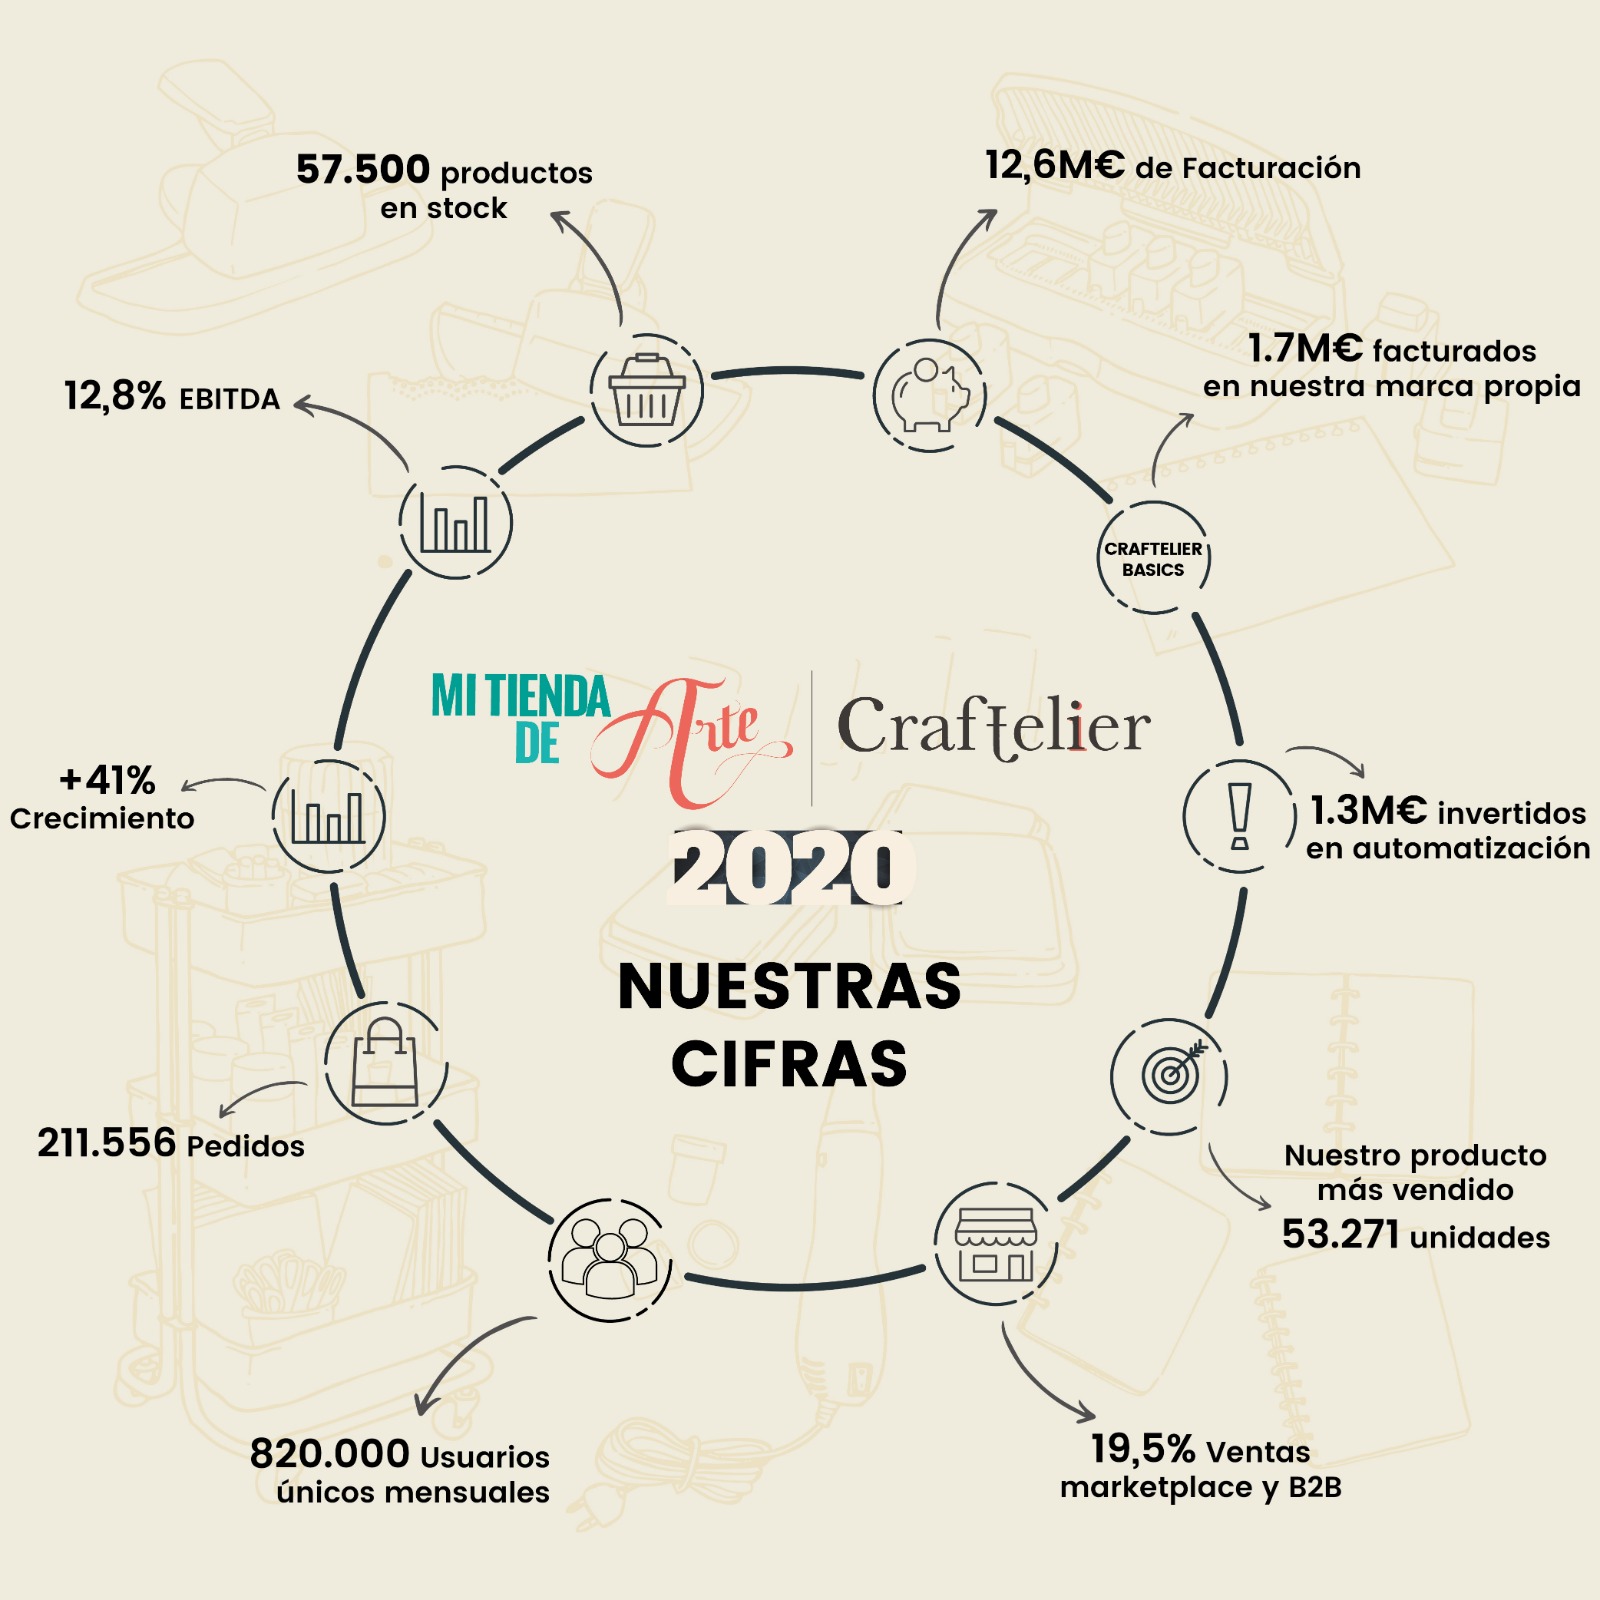 57.500 productos
en stock
12,6M€ de Facturación
1.7M€ facturados
en nuestra marca propia
12,8% EBITDA
CRAFTELIER
BASICS
MI TIENDA
DE Arte
Craftelier
+41%
Crecimiento
1.3M€ invertidos
en automatización
2020
NUESTRAS
CIFRAS
211.556 Pedidos
Nuestro producto
más vendido
53.271 unidades
820.000 Usuarios
únicos mensuales
19,5% Ventas
marketplace y B2B